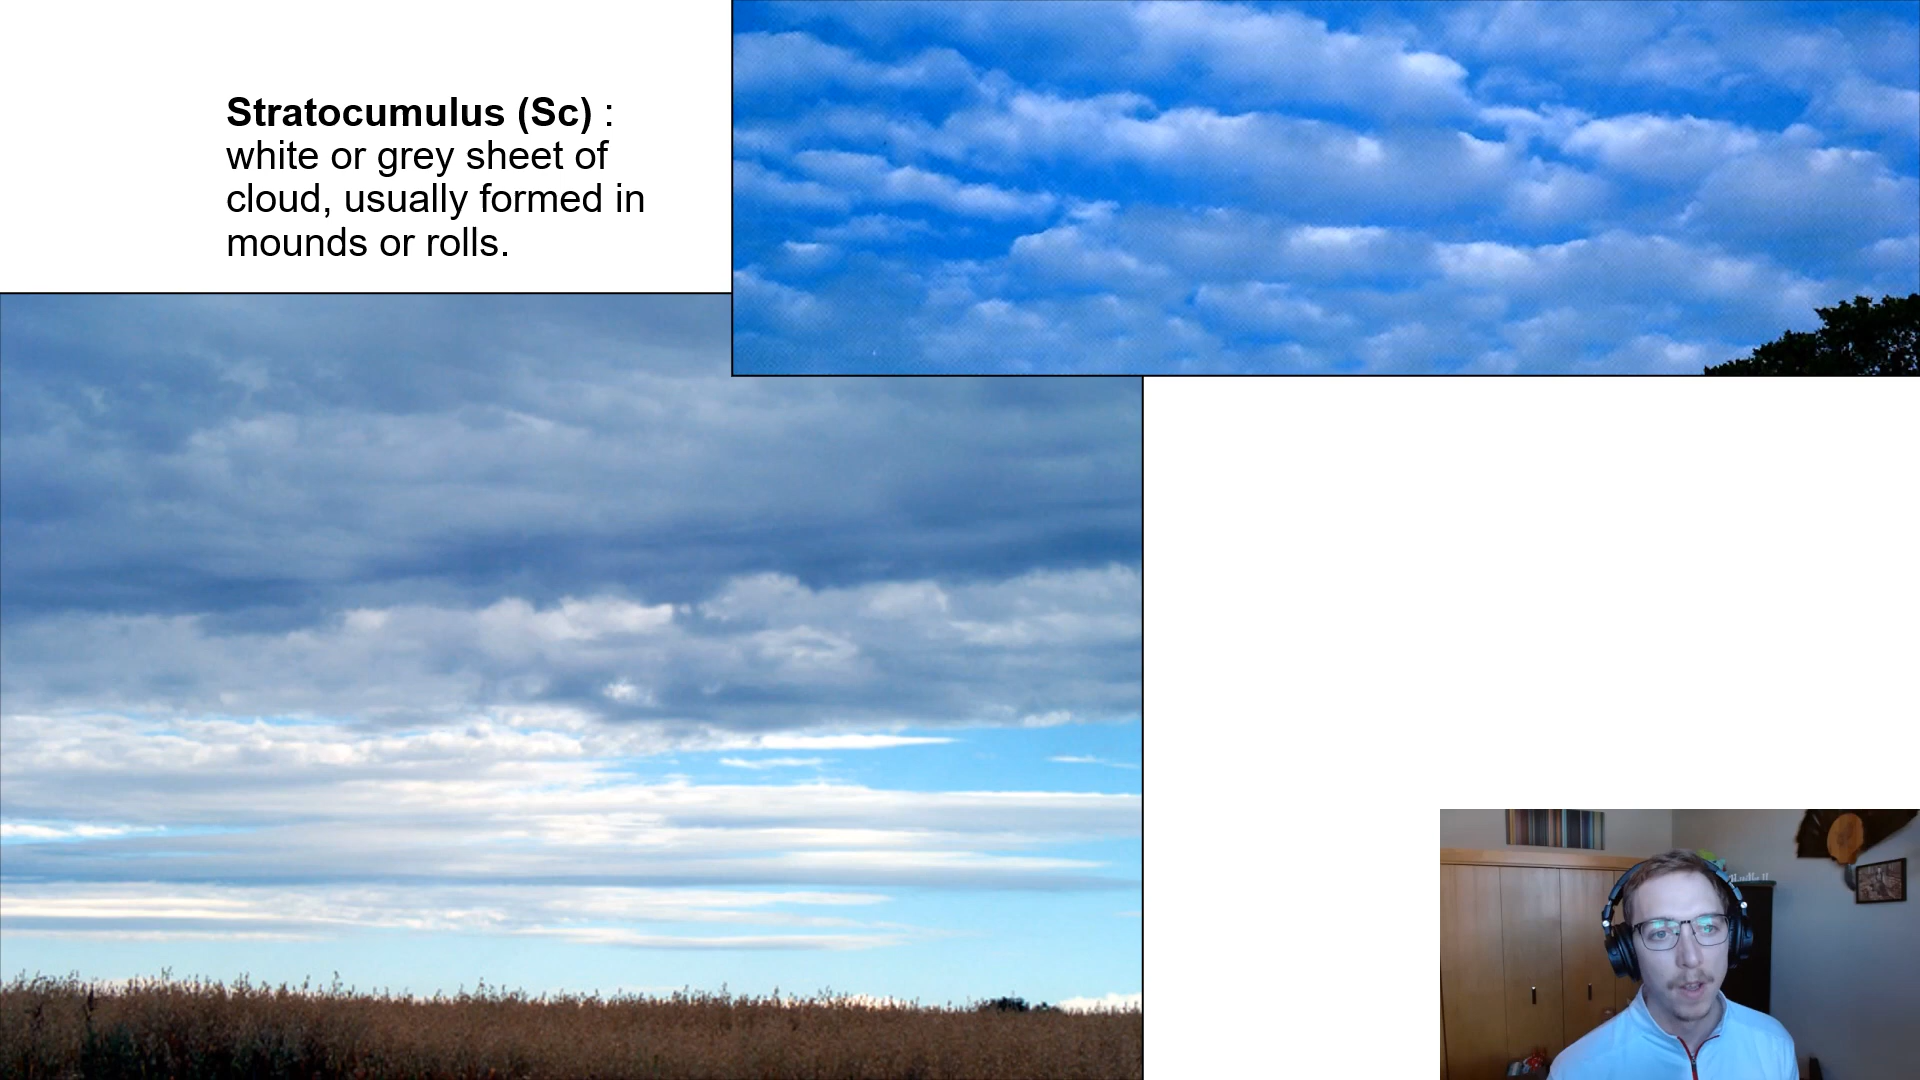 Stratocumulus (Sc) :
white or grey sheet of
cloud, usually formed in
mounds or rolls.